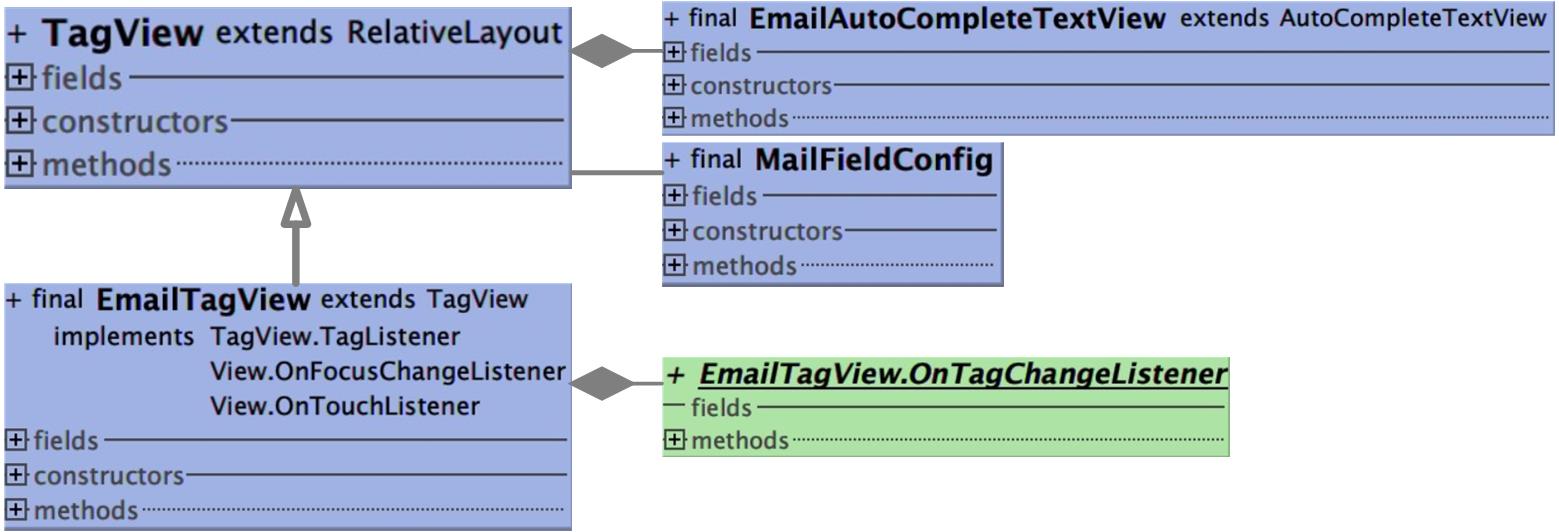 + TagView extends RelativeLayout
+ fields
+ constructors
+ methods
+ final EmailAutoCompleteTextView extends AutoCompleteTextView
+ fields
+ constructors
+ methods
+ final MailFieldConfig
+ fields
+ constructors
+ methods
+ final EmailTagView extends TagView
implements TagView.TagListener
View.OnFocusChangeListener
View.OnTouchListener
+ fields
+ constructors
+ methods
+ EmailTagView.OnTagChangeListener
fields
+ methods